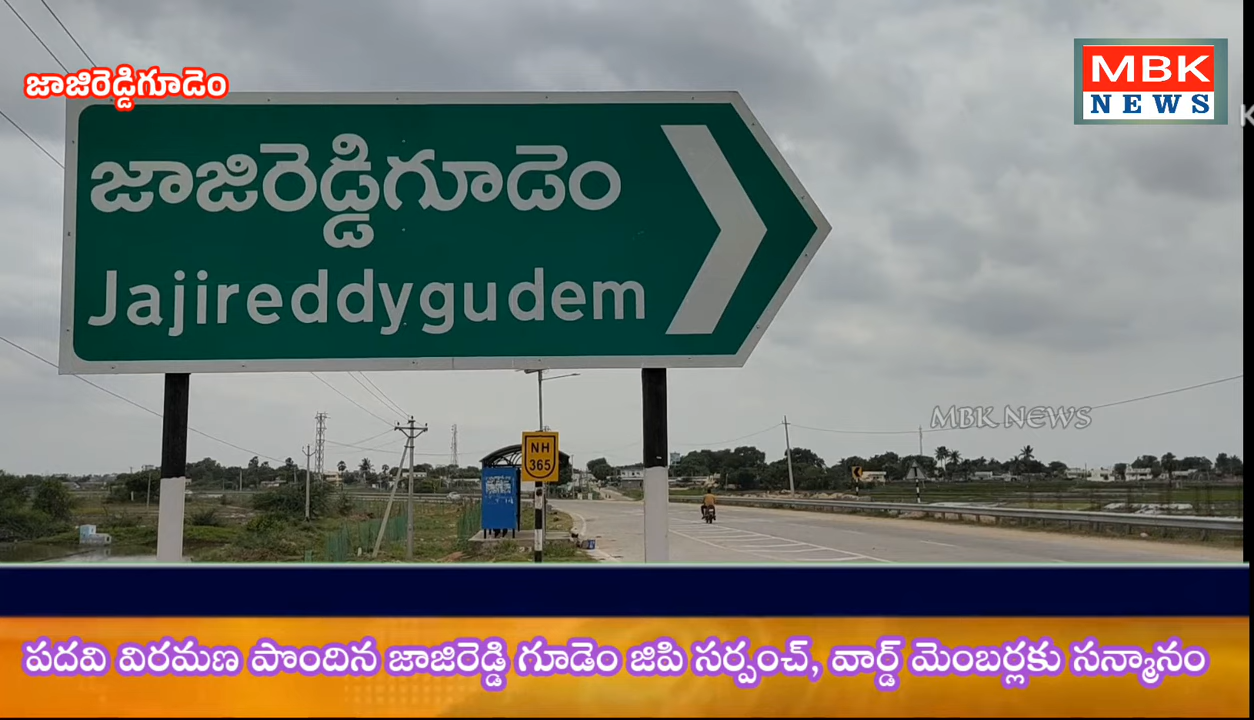 జాజిరెడ్డిగూడెం
MBK
NEWS
జాజిరెడ్డిగూడెం
Jajireddygudem
MBK NEWS
NH
365
పదవి విరమణ పొందిన జాజిరెడ్డి గూడెం జిపి సర్పంచ్, వార్డ్ మెంబర్లకు సన్మానం